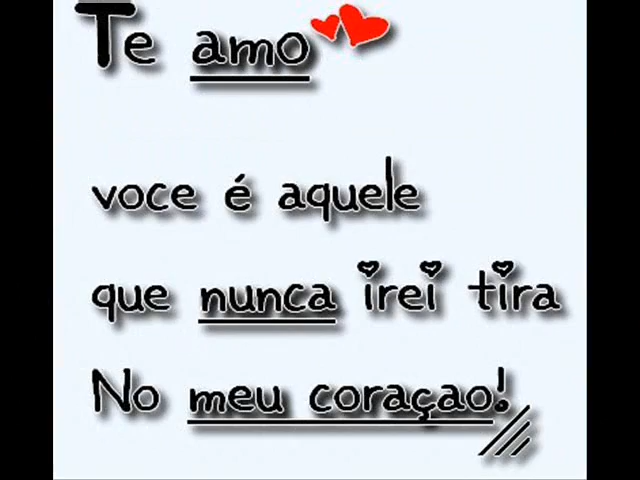 Te amo
voce é aquele
que nunca irei tira
No meu coraçao!